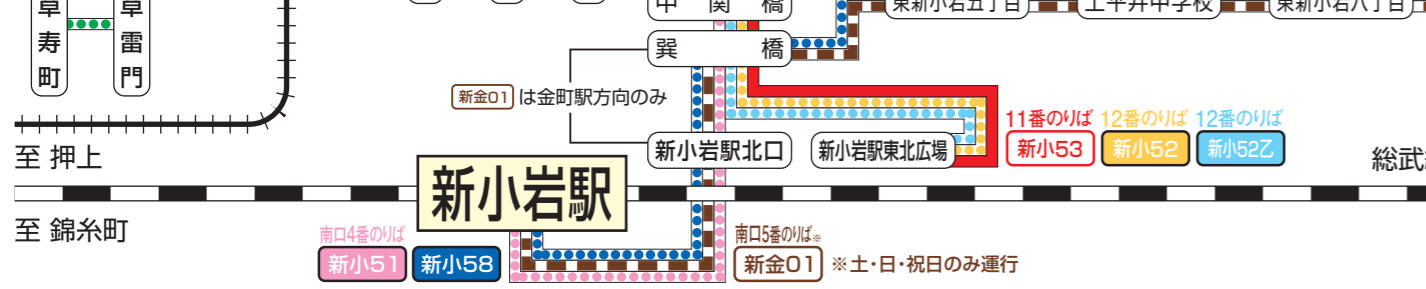 草寿町
草雷門
中関橋
東新小岩五丁目
上平井中学校
東新小岩八丁目
巽橋
新金01は金町駅方向のみ
11番のりば 12番のりば 12番のりば
新小岩駅北口
新小岩駅東北広場
新小53 新小52 新小52乙
至 押上
総武
新小岩駅
至 錦糸町
南口4番のりば
南口5番のりば※
新小51 新小58
新金01 ※土・日・祝日のみ運行